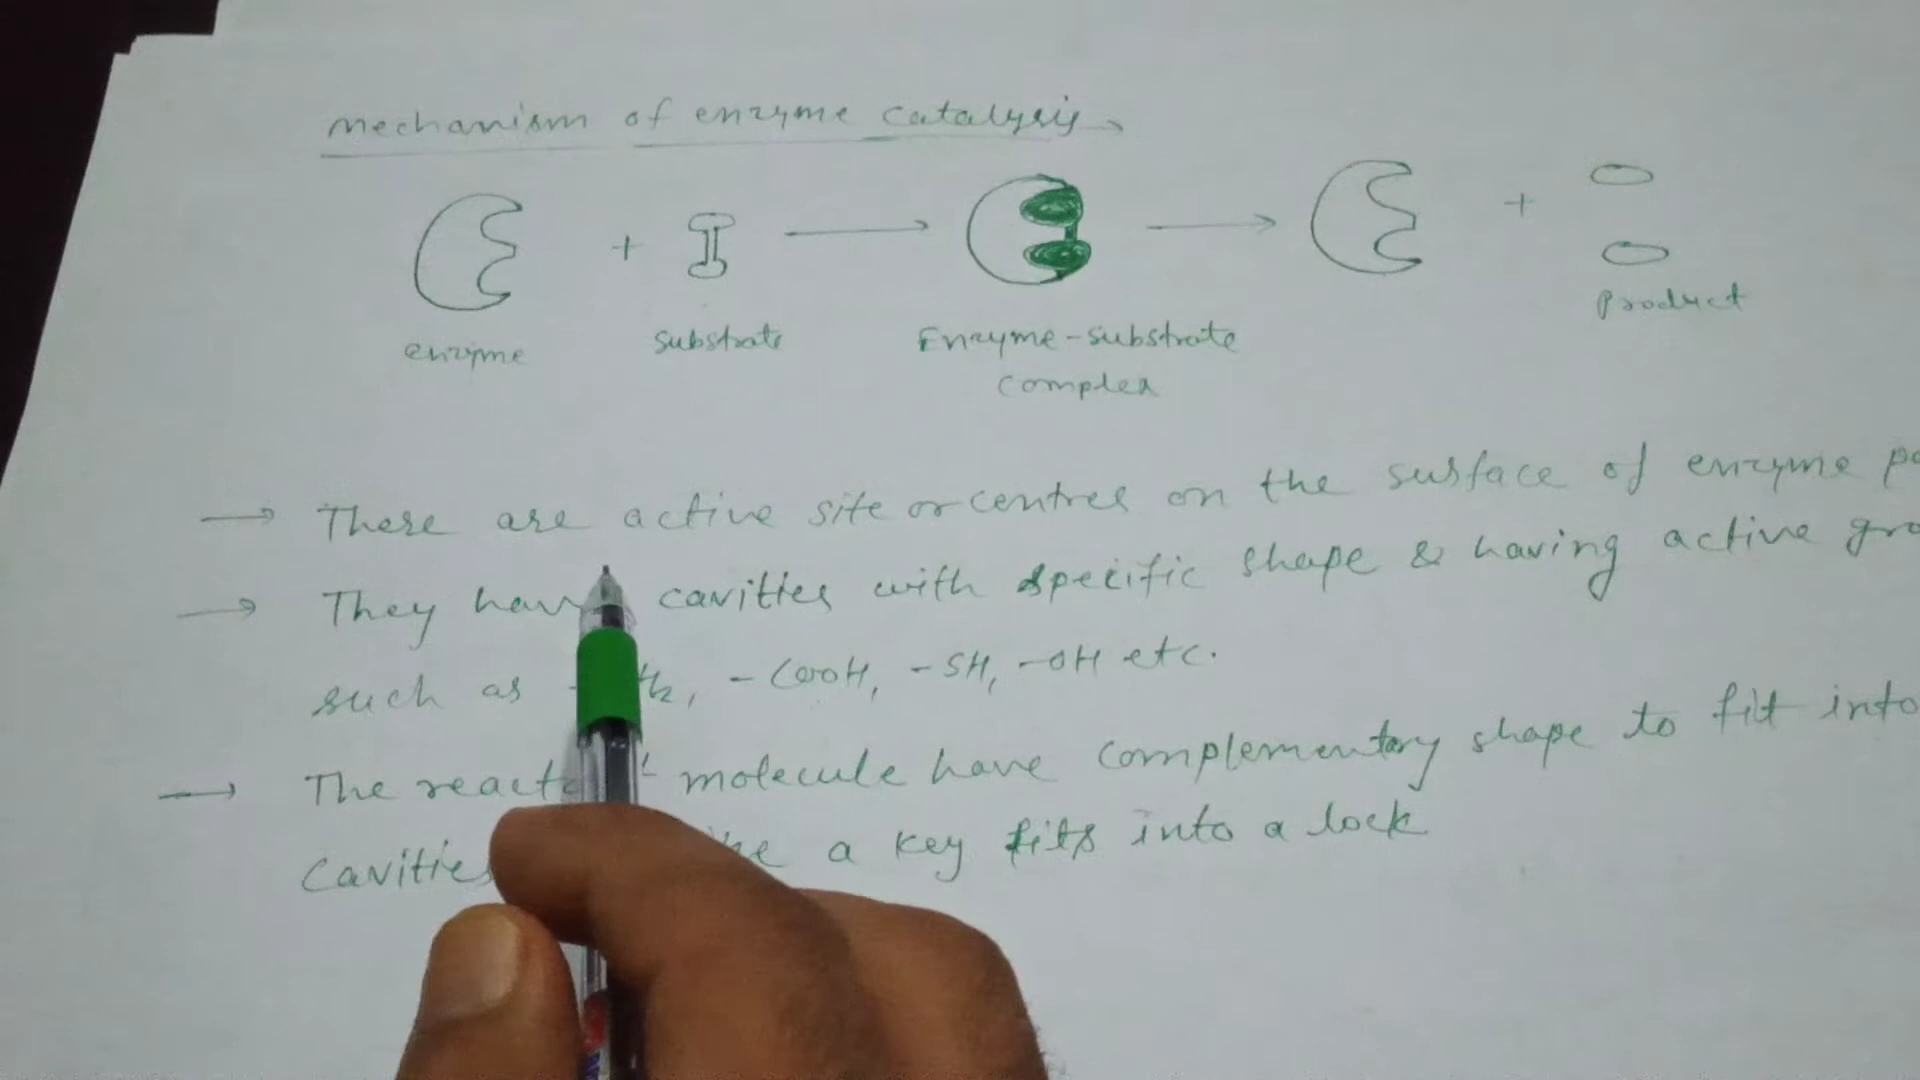 mechanism of enzyme catalysis
+ +
enzyme substrate Enzyme-substrate complex Product
→ There are active site or centres on the surface of enzyme
→ They have cavities with specific shape & having active
such as -COOH, -SH, -OH etc.
→ The molecule have complementary shape to fit into
cavities a key fits into a lock